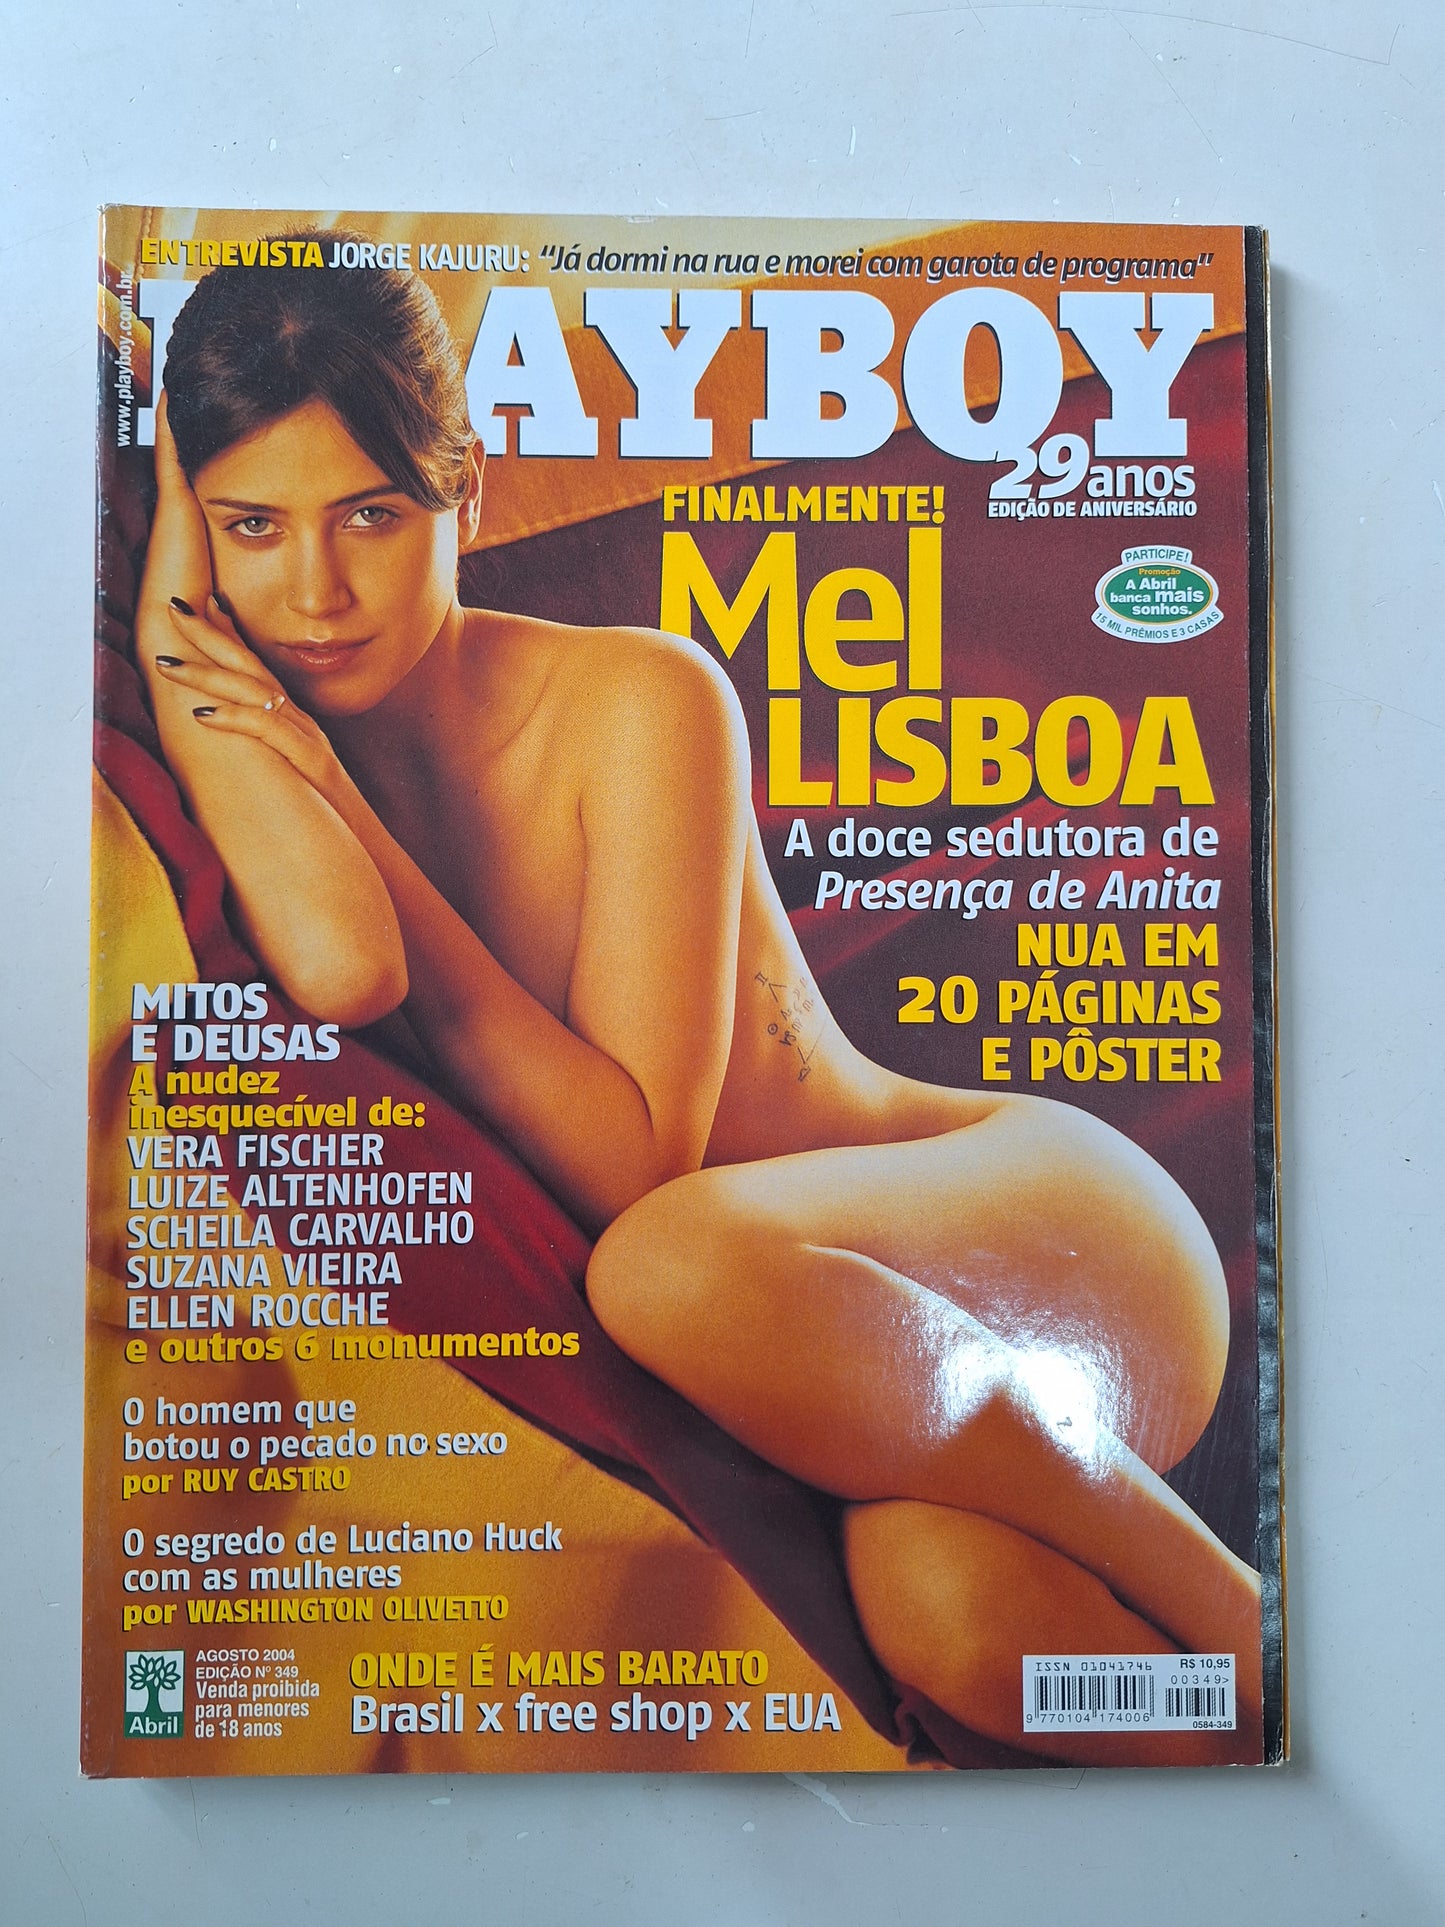 ENTREVISTA JORGE KAJURU: "Já dormi na rua e morei com garota de programa"
www.playboy.com.br
PLAYBOY
29 anos
EDIÇÃO DE ANIVERSÁRIO
FINALMENTE!
Mel
LISBOA
PARTICIPE!
Promoção
A Abril
banca mais
sonhos.
15 MIL PRÊMIOS E 3 CASAS
A doce sedutora de
Presença de Anita
NUA EM
20 PÁGINAS
E PÔSTER
MITOS
E DEUSAS
A nudez
inesquecível de:
VERA FISCHER
LUIZE ALTENHOFEN
SCHEILA CARVALHO
SUZANA VIEIRA
ELLEN ROCCHE
e outros 6 monumentos
O homem que
botou o pecado no sexo
por RUY CASTRO
O segredo de Luciano Huck
com as mulheres
por WASHINGTON OLIVETTO
Abril
AGOSTO 2004
EDIÇÃO Nº 349
Venda proibida
para menores
de 18 anos
ONDE É MAIS BARATO
Brasil x free shop x EUA
ISSN 01041746
R$ 10,95
00349>
9 770104 174006
0584-349